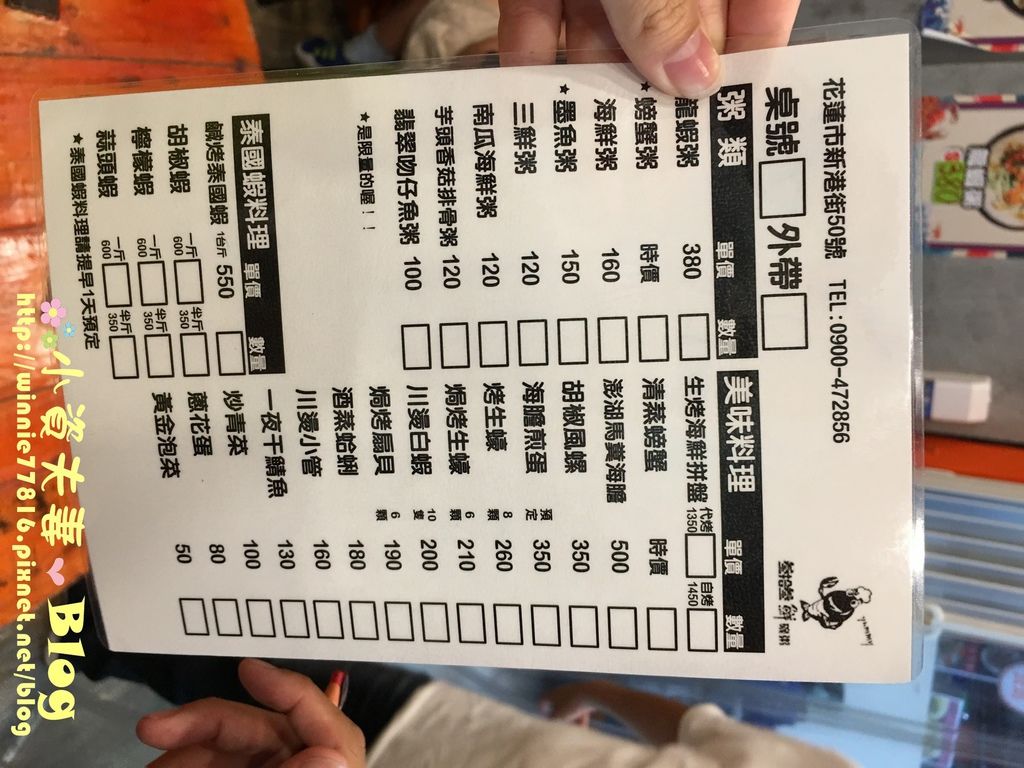 花蓮市新港街50號 TEL:0900-472856
桌號 外帶
鮮
yummy
粥類 單價 數量
龍蝦粥 380
★螃蟹粥 時價
海鮮粥 160
★墨魚粥 150
三鮮粥 120
南瓜海鮮粥 120
芋頭香菇排骨粥 120
翡翠吻仔魚粥 100
★是限量的喔!!
泰國蝦料理 單價 數量
鹹烤泰國蝦 1台斤 550
胡椒蝦 一斤 600 半斤 350
檸檬蝦 一斤 600 半斤 350
蒜頭蝦 一斤 600 半斤 350
★泰國蝦料理請提早1天預定
美味料理 單價 數量
生烤海鮮拼盤 代烤 1350 自烤 1450
清蒸螃蟹 時價
澎湖馬糞海膽 500
胡椒風螺 350
海膽煎蛋 預定 350
烤生蠔 8顆 260
焗烤生蠔 6顆 210
川燙白蝦 10隻 200
焗烤扇貝 6顆 190
酒蒸蛤蜊 180
川燙小管 160
一夜干鯖魚 130
炒青菜 100
蔥花蛋 80
黃金泡菜 50
小資夫妻 Blog
http://winnie77816.pixnet.net/blog